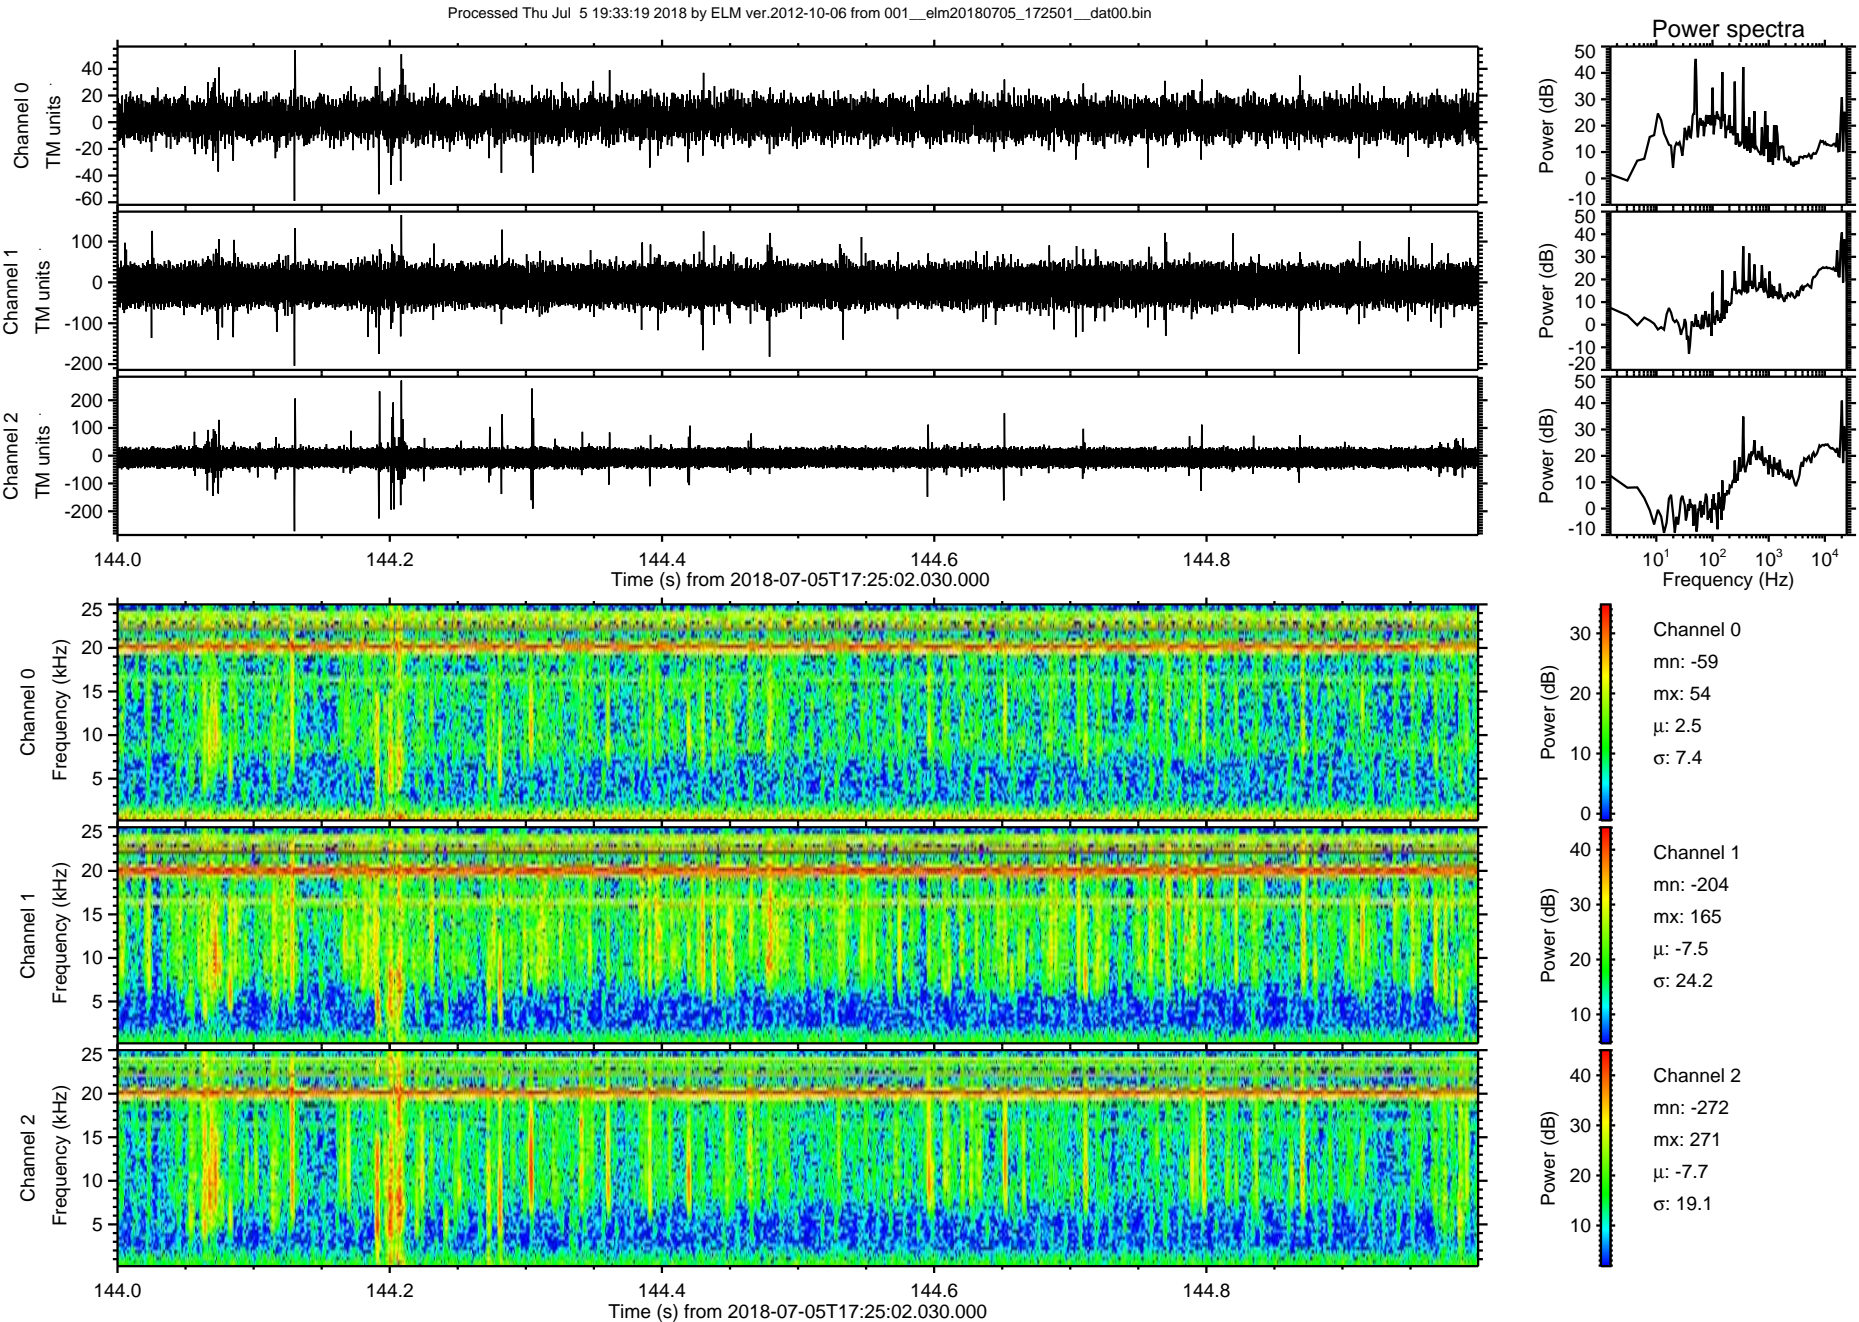 Processed Thu Jul  5 19:33:19 2018 by ELM ver.2012-10-06 from 001__elm20180705_172501__dat00.bin
Power spectra
Channel 0
TM units
40
20
0
-20
-40
-60
Power (dB)
50
40
30
20
10
0
-10
Channel 1
TM units
100
0
-100
-200
Power (dB)
50
40
30
20
10
0
-10
-20
Channel 2
TM units
200
100
0
-100
-200
Power (dB)
50
40
30
20
10
0
-10
144.0 144.2 144.4 144.6 144.8
Time (s) from 2018-07-05T17:25:02.030.000
10¹ 10² 10³ 10⁴
Frequency (Hz)
Channel 0
Frequency (kHz)
25
20
15
10
5
Power (dB)
30
20
10
0
Channel 0
mn: -59
mx: 54
μ: 2.5
σ: 7.4
Channel 1
Frequency (kHz)
25
20
15
10
5
Power (dB)
40
30
20
10
Channel 1
mn: -204
mx: 165
μ: -7.5
σ: 24.2
Channel 2
Frequency (kHz)
25
20
15
10
5
Power (dB)
40
30
20
10
Channel 2
mn: -272
mx: 271
μ: -7.7
σ: 19.1
144.0 144.2 144.4 144.6 144.8
Time (s) from 2018-07-05T17:25:02.030.000